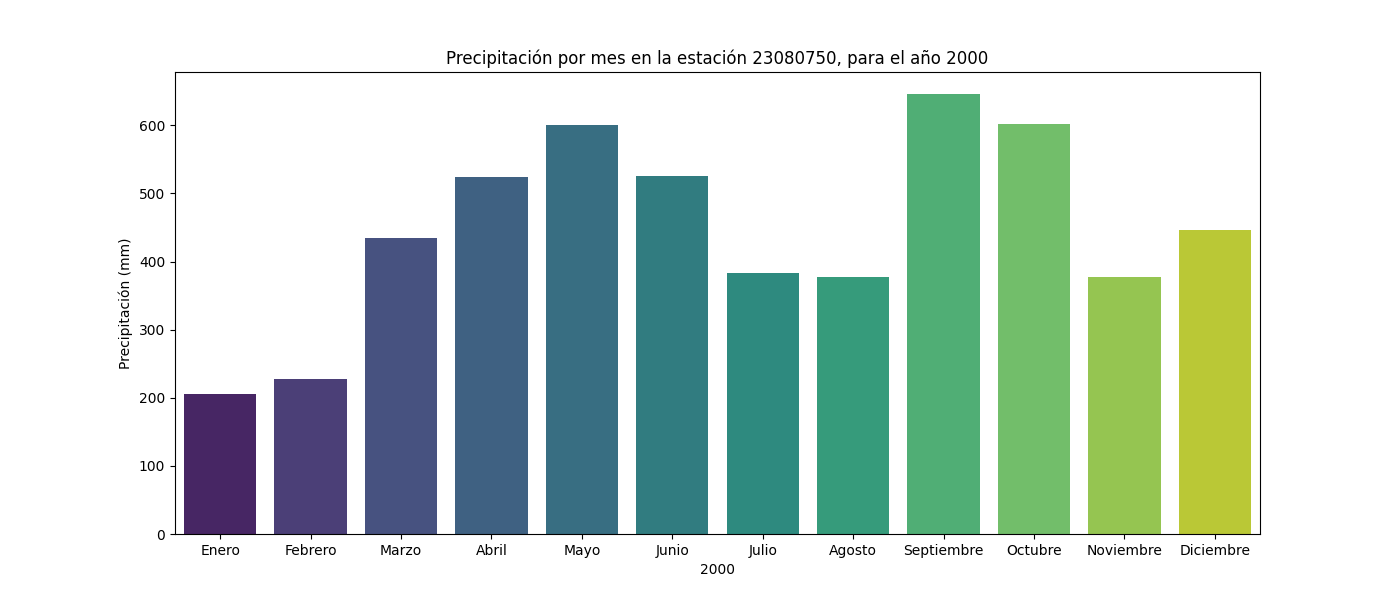 Precipitación por mes en la estación 23080750, para el año 2000
Precipitación (mm)
600
500
400
300
200
100
0
Enero Febrero Marzo Abril Mayo Junio Julio Agosto Septiembre Octubre Noviembre Diciembre
2000